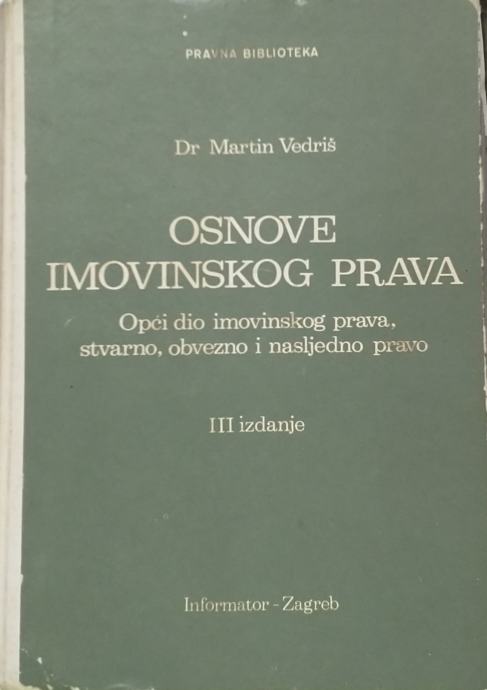 PRAVNA BIBLIOTEKA
Dr Martin Vedriš
OSNOVE
IMOVINSKOG PRAVA
Opći dio imovinskog prava,
stvarno, obvezno i nasljedno pravo
III izdanje
Informator - Zagreb